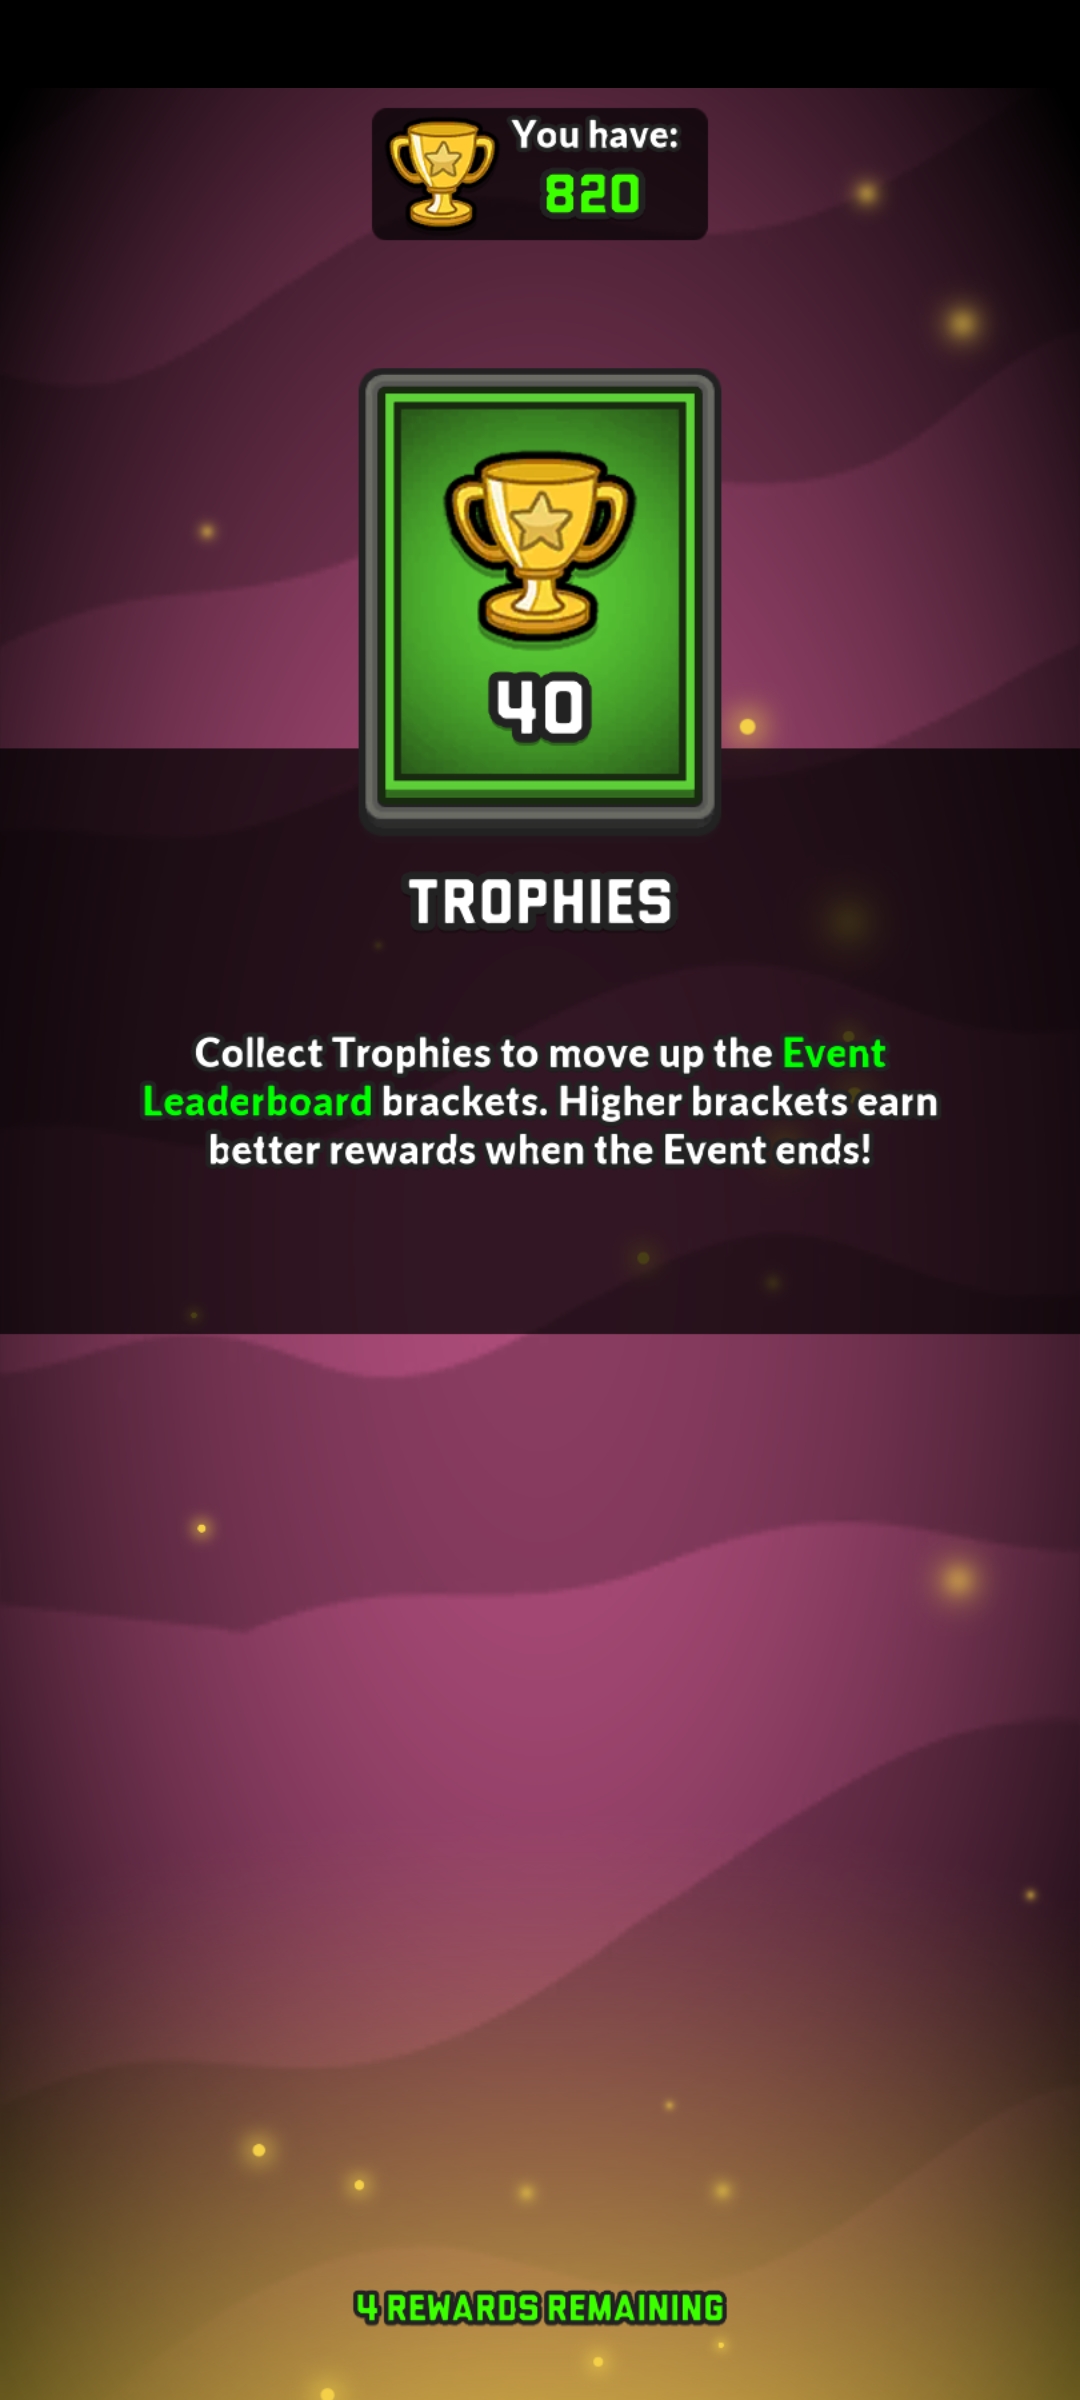 You have:
820
40
TROPHIES
Collect Trophies to move up the Event
Leaderboard brackets. Higher brackets earn
better rewards when the Event ends!
4 REWARDS REMAINING